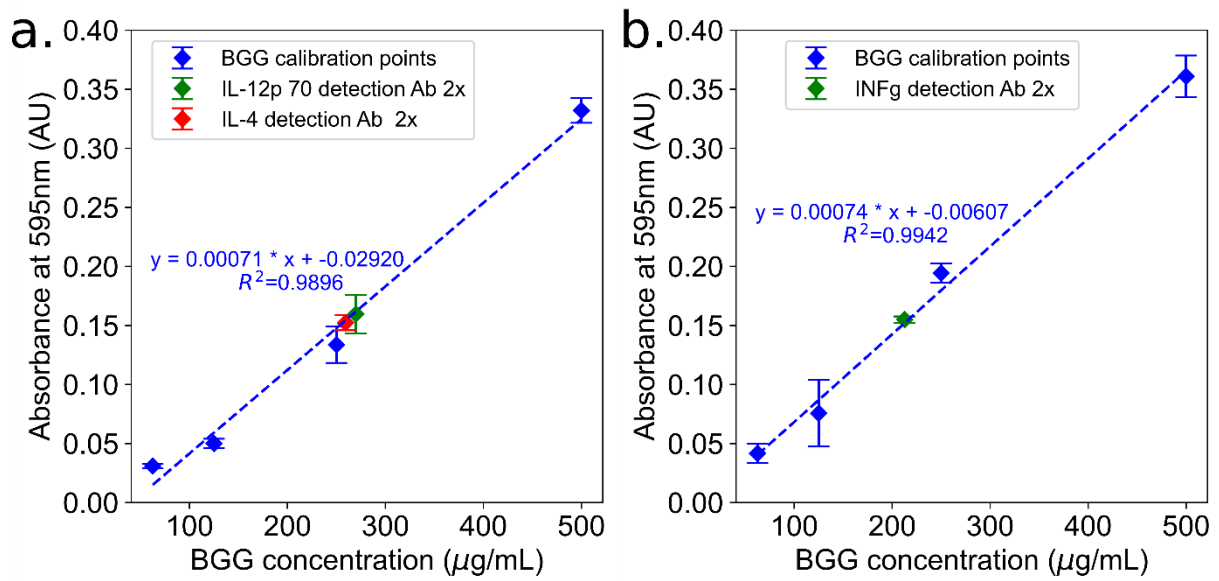 a.
Absorbance at 595nm (AU)
0.40
0.35
0.30
0.25
0.20
0.15
0.10
0.05
0.00
BGG calibration points
IL-12p 70 detection Ab 2x
IL-4 detection Ab  2x
y = 0.00071 * x + -0.02920
R²=0.9896
100 200 300 400 500
BGG concentration (μg/mL)
b.
Absorbance at 595nm (AU)
0.40
0.35
0.30
0.25
0.20
0.15
0.10
0.05
0.00
BGG calibration points
INFg detection Ab 2x
y = 0.00074 * x + -0.00607
R²=0.9942
100 200 300 400 500
BGG concentration (μg/mL)